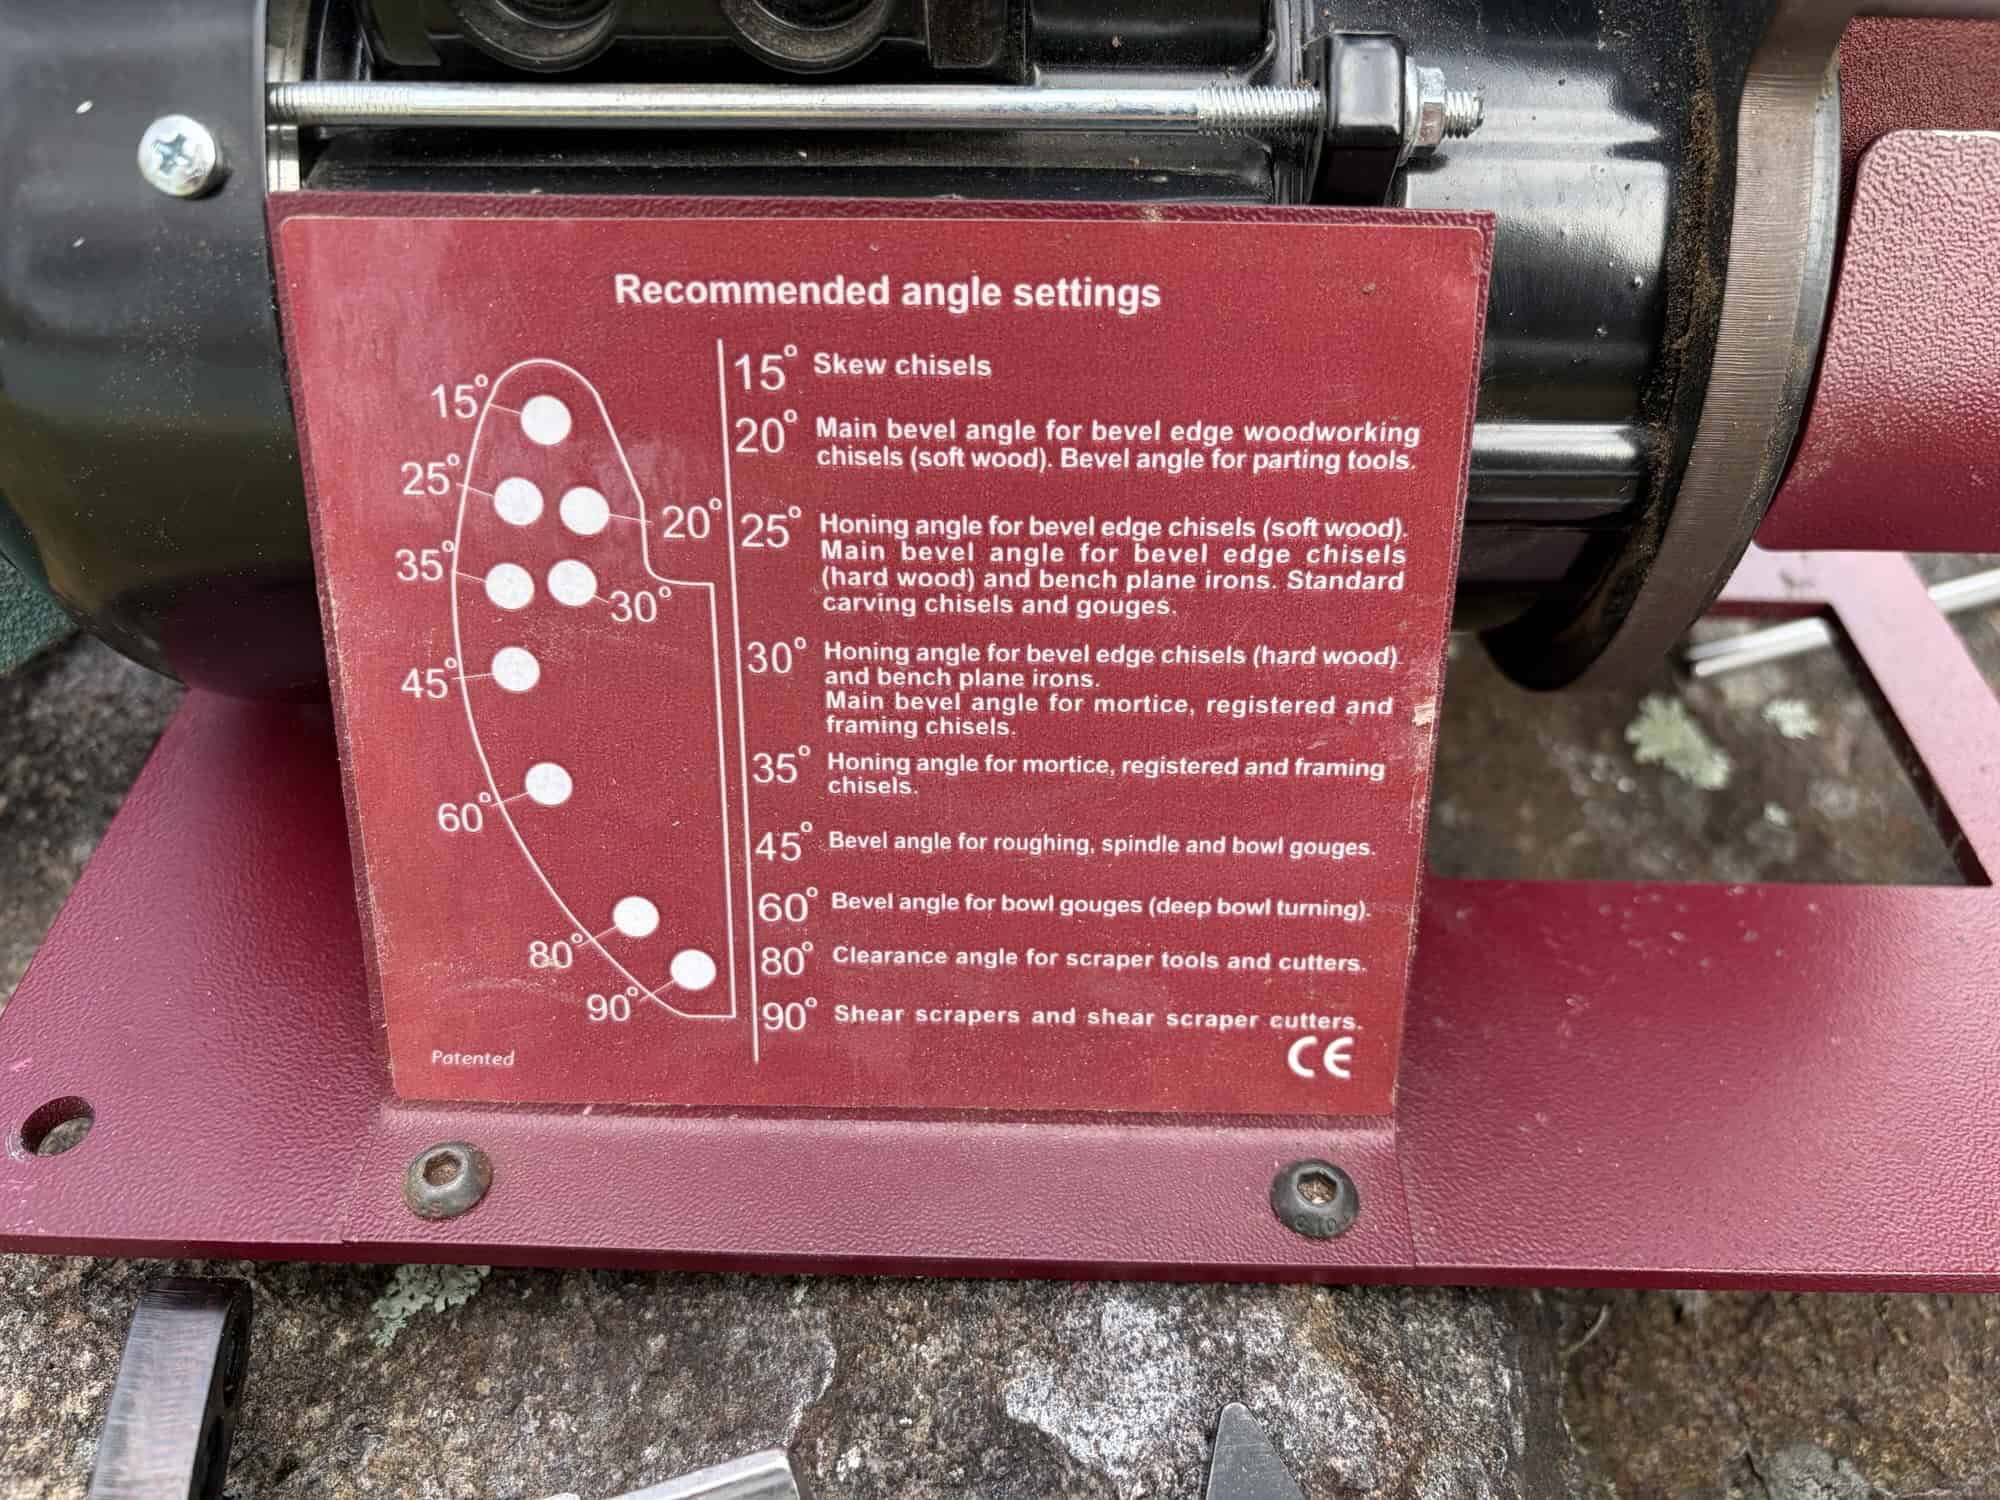 Recommended angle settings
15°
25°
20°
35°
30°
45°
60°
80°
90°
15° Skew chisels
20° Main bevel angle for bevel edge woodworking
chisels (soft wood). Bevel angle for parting tools.
25° Honing angle for bevel edge chisels (soft wood).
Main bevel angle for bevel edge chisels
(hard wood) and bench plane irons. Standard
carving chisels and gouges.
30° Honing angle for bevel edge chisels (hard wood).
and bench plane irons.
Main bevel angle for mortice, registered and
framing chisels.
35° Honing angle for mortice, registered and framing
chisels.
45° Bevel angle for roughing, spindle and bowl gouges.
60° Bevel angle for bowl gouges (deep bowl turning).
80° Clearance angle for scraper tools and cutters.
90° Shear scrapers and shear scraper cutters.
Patented
CE